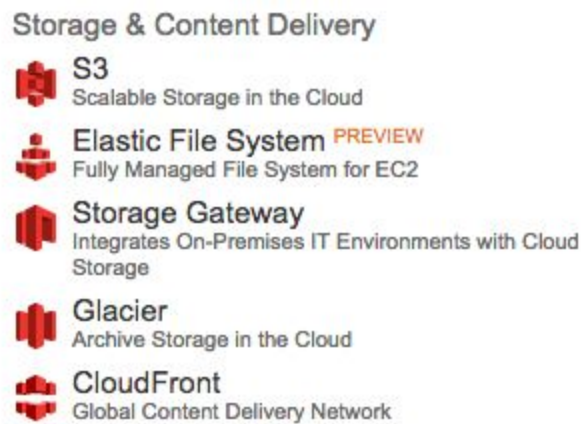 Storage & Content Delivery
S3
Scalable Storage in the Cloud
Elastic File System PREVIEW
Fully Managed File System for EC2
Storage Gateway
Integrates On-Premises IT Environments with Cloud
Storage
Glacier
Archive Storage in the Cloud
CloudFront
Global Content Delivery Network